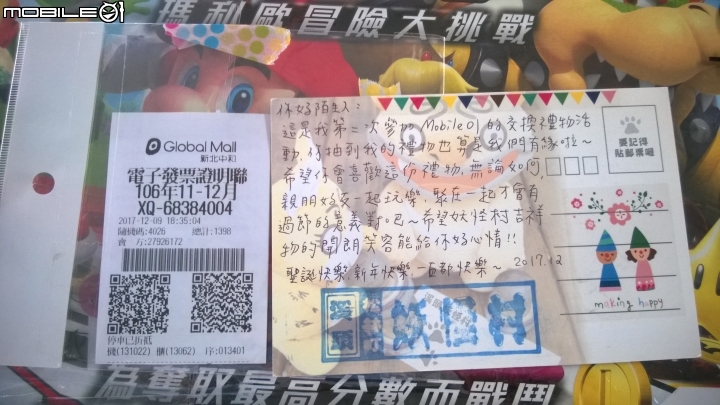 MOBILE01
瑪利歐冒險大挑戰
Global Mall
新北中和
電子發票證明聯
106年11-12月
XQ-68384004
2017-12-09 18:35:04
隨機碼:4026 總計:1398
賣 方:27926172
停車已折抵
機(131022) 櫃(13062) 序:013401
你好陌生人:
這是我第二次參加Mobile01的交換禮物活
動,你抽到我的禮物也算是我們有緣啦~
希望你會喜歡這份禮物,無論如何,
親朋好友一起玩樂,聚在一起才會有
過節的意義對吧~希望妖怪村吉祥
物的開朗笑容能給你好心情!!
聖誕快樂,新年快樂,一切都快樂~ 2017.12
要記得
貼郵票喔
making happy
妖怪村
為奪取最高分數而戰鬥